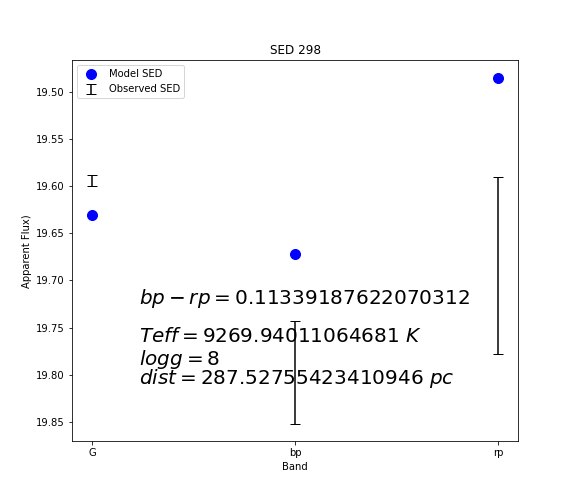 SED 298
Model SED
Observed SED
19.50
19.55
19.60
19.65
19.70
19.75
19.80
19.85
Apparent Flux)
bp − rp = 0.11339187622070312
Teff = 9269.94011064681 K
logg = 8
dist = 287.52755423410946 pc
G
bp
rp
Band